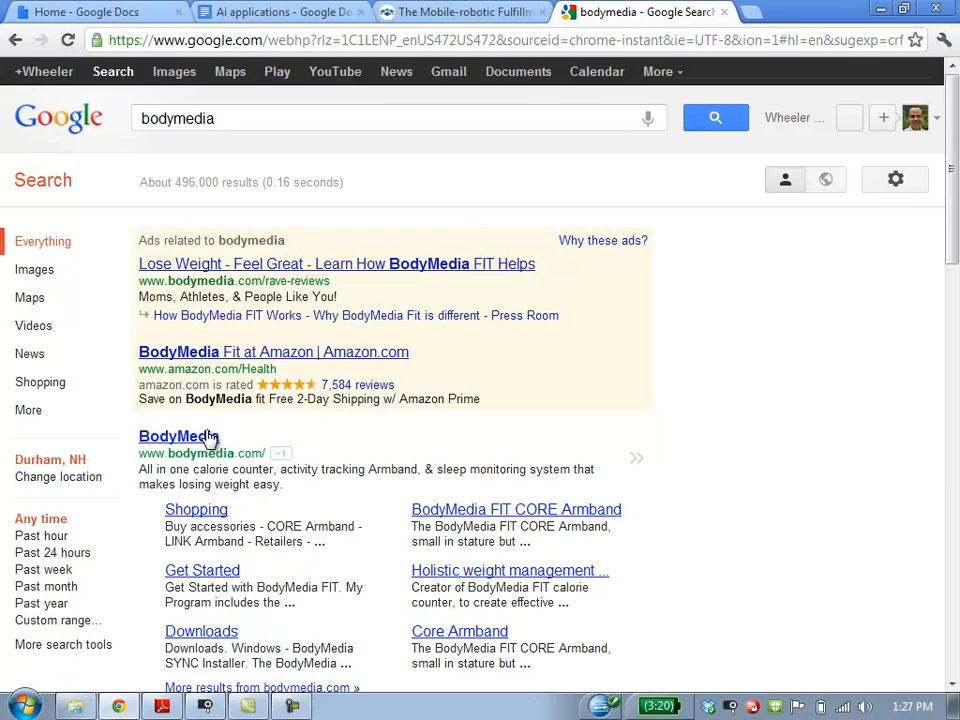 Home - Google Docs
Ai applications - Google Do
The Mobile-robotic Fulfillm
bodymedia - Google Search
https://www.google.com/webhp?rlz=1C1LENP_enUS472US472&sourceid=chrome-instant&ie=UTF-8&ion=1#hl=en&sugexp=crf
+Wheeler Search Images Maps Play YouTube News Gmail Documents Calendar More
Google
bodymedia
Wheeler ...
+
Search
About 496,000 results (0.16 seconds)
Everything
Images
Maps
Videos
News
Shopping
More
Durham, NH
Change location
Any time
Past hour
Past 24 hours
Past week
Past month
Past year
Custom range...
More search tools
Ads related to bodymedia
Why these ads?
Lose Weight - Feel Great - Learn How BodyMedia FIT Helps
www.bodymedia.com/rave-reviews
Moms, Athletes, & People Like You!
How BodyMedia FIT Works - Why BodyMedia Fit is different - Press Room
BodyMedia Fit at Amazon | Amazon.com
www.amazon.com/Health
amazon.com is rated 7,584 reviews
Save on BodyMedia fit Free 2-Day Shipping w/ Amazon Prime
BodyMedia
www.bodymedia.com/ +1
All in one calorie counter, activity tracking Armband, & sleep monitoring system that
makes losing weight easy.
Shopping
Buy accessories - CORE Armband -
LINK Armband - Retailers - ...
BodyMedia FIT CORE Armband
The BodyMedia FIT CORE Armband,
small in stature but ...
Get Started
Get Started with BodyMedia FIT. My
Program includes the ...
Holistic weight management ...
Creator of BodyMedia FIT calorie
counter, to create effective ...
Downloads
Downloads. Windows - BodyMedia
SYNC Installer. The BodyMedia ...
Core Armband
The BodyMedia FIT CORE Armband,
small in stature but ...
More results from bodymedia.com »
(3:20)
1:27 PM